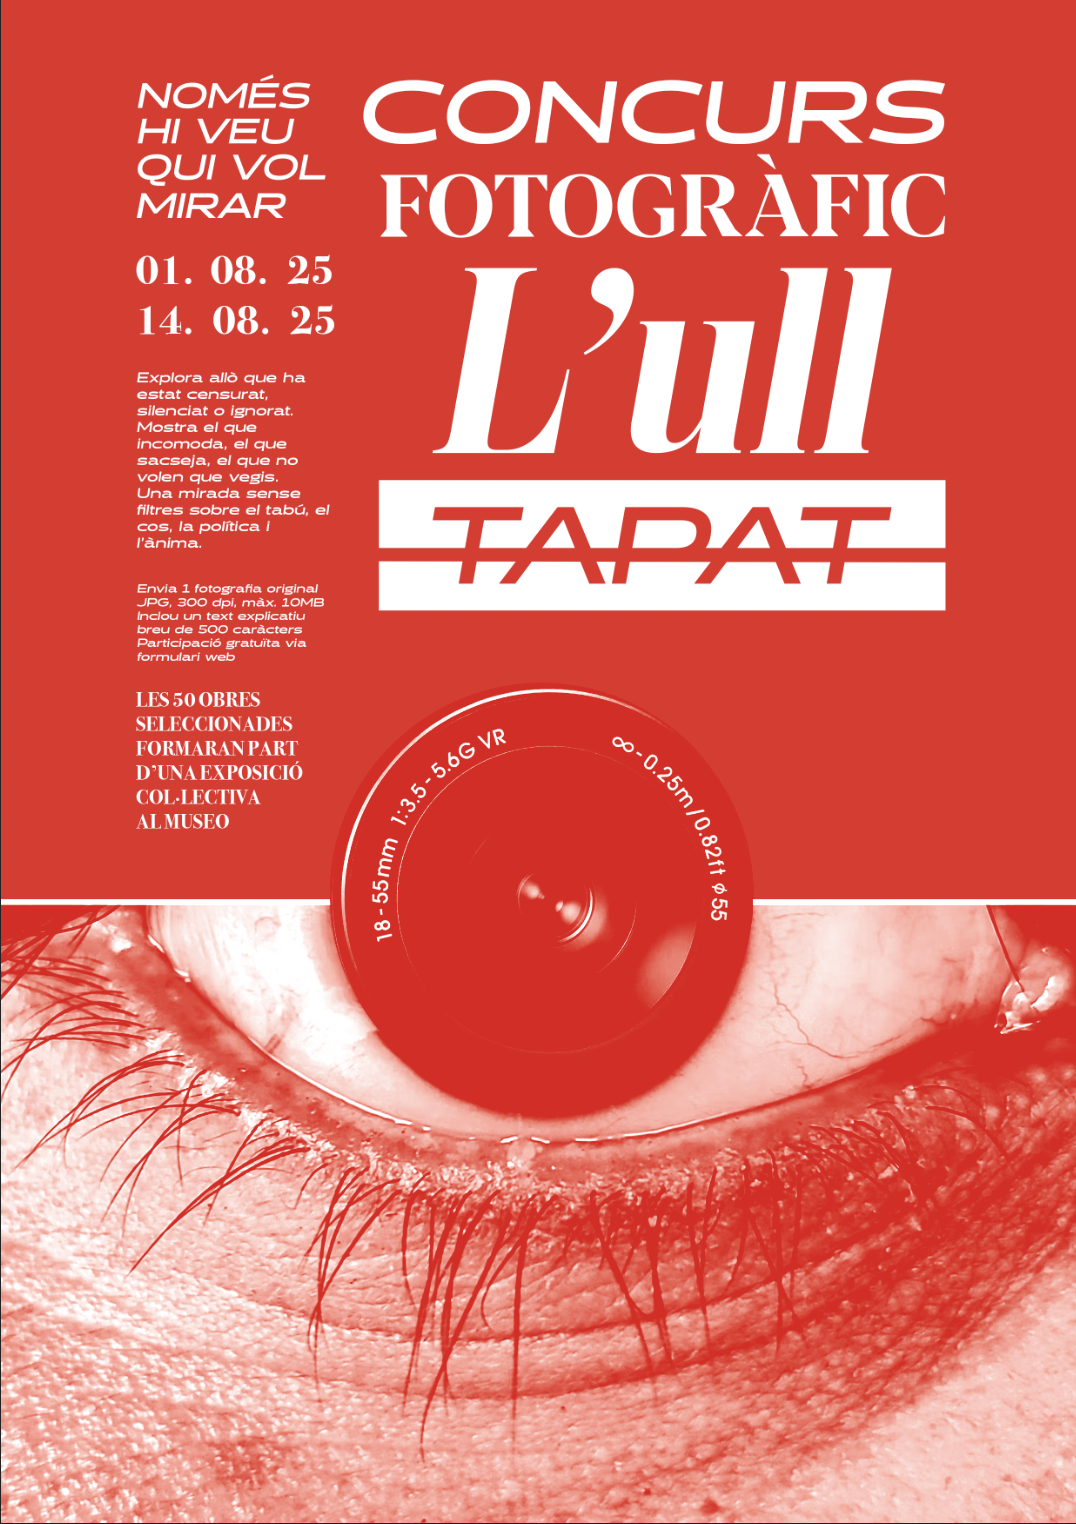 NOMÉS
HI VEU
QUI VOL
MIRAR
01. 08. 25
14. 08. 25
Explora allò que ha
estat censurat,
silenciat o ignorat.
Mostra el que
incomoda, el que
sacseja, el que no
volen que vegis.
Una mirada sense
filtres sobre el tabú, el
cos, la política i
l'ànima.
Envia 1 fotografia original
JPG, 300 dpi, màx. 10MB
Inclou un text explicatiu
breu de 500 caràcters
Participació gratuïta via
formulari web
LES 50 OBRES
SELECCIONADES
FORMARAN PART
D'UNA EXPOSICIÓ
COL·LECTIVA
AL MUSEO
CONCURS
FOTOGRÀFIC
L'ull
TAPAT
18 - 55mm 1:3.5 - 5.6G VR
∞ - 0.25m/0.82ft ⌀55